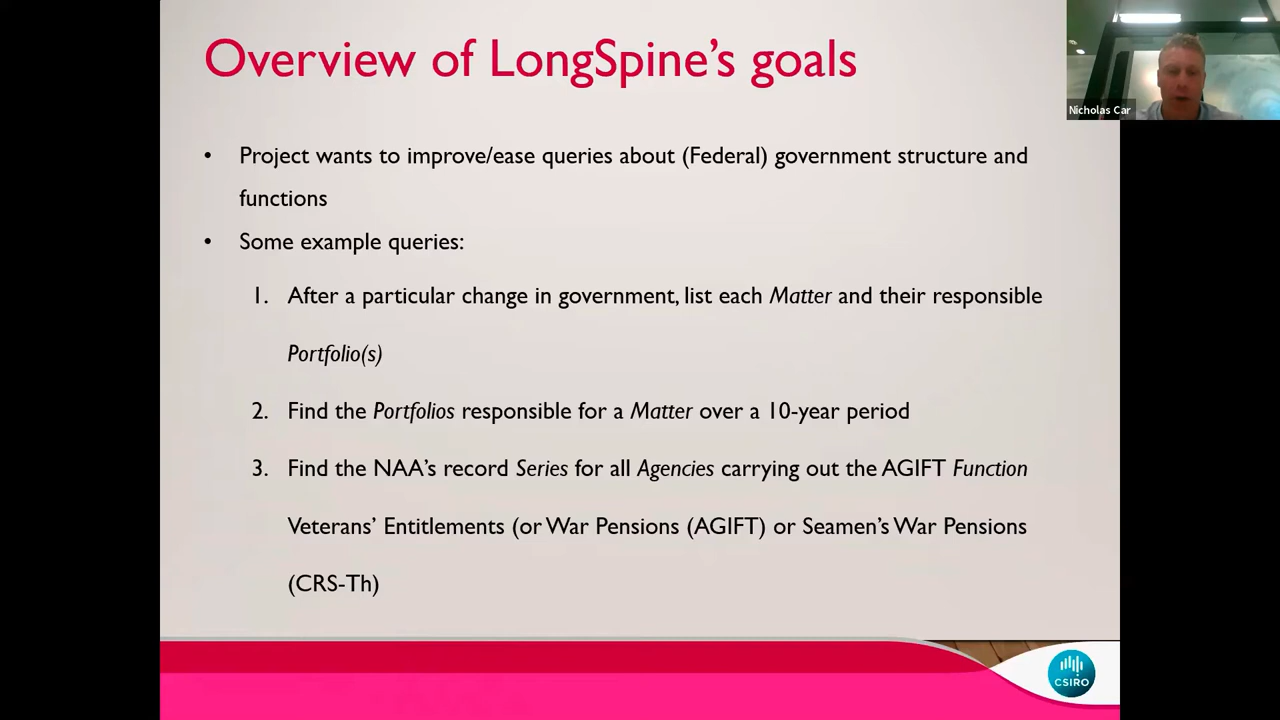 Overview of LongSpine's goals
Nicholas Car
• Project wants to improve/ease queries about (Federal) government structure and
functions
• Some example queries:
1. After a particular change in government, list each Matter and their responsible
Portfolio(s)
2. Find the Portfolios responsible for a Matter over a 10-year period
3. Find the NAA's record Series for all Agencies carrying out the AGIFT Function
Veterans' Entitlements (or War Pensions (AGIFT) or Seamen's War Pensions
(CRS-Th)
CSIRO